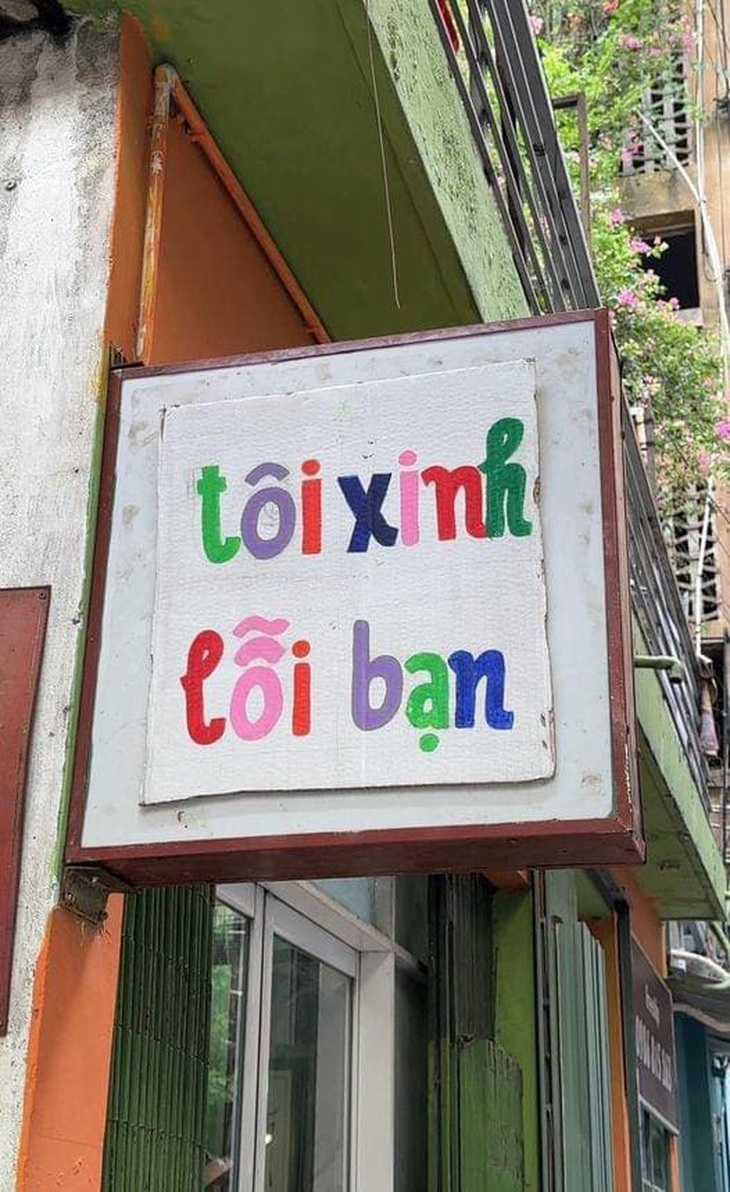 tôi xinh
lỗi bạn